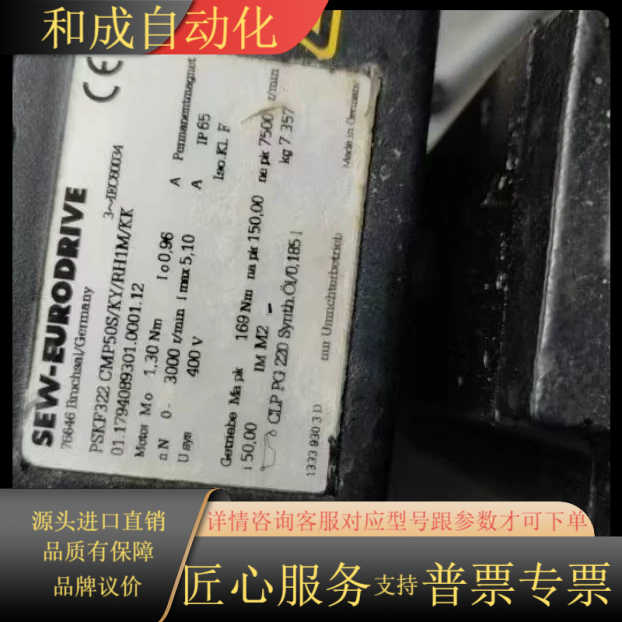 和成自动化
CE
SEW-EURODRIVE
76646 Bruchsal/Germany
PSKF322 CMP50S/KY/RH1M/KK
01.1794089301.0001.12 3~IEC60034
Motor Mo 1,30 Nm Io 0,96 A Permanentmagnet
n N 0- 3000 r/min Imax 5,10 A IP 65
U sys 400 V Iso.Kl. F
Getriebe Ma pk 169 Nm na pk 150,00 ne pk 7500 r/min
i 50,00 IM M2 - kg 7.357
CLP PG 220 Synth.Öl/0,185 l
1333 930 3 D nur Umrichterbetrieb Made in Germany
源头进口直销
品质有保障
品牌议价
详情咨询客服对应型号跟参数才可下单
匠心服务支持普票专票